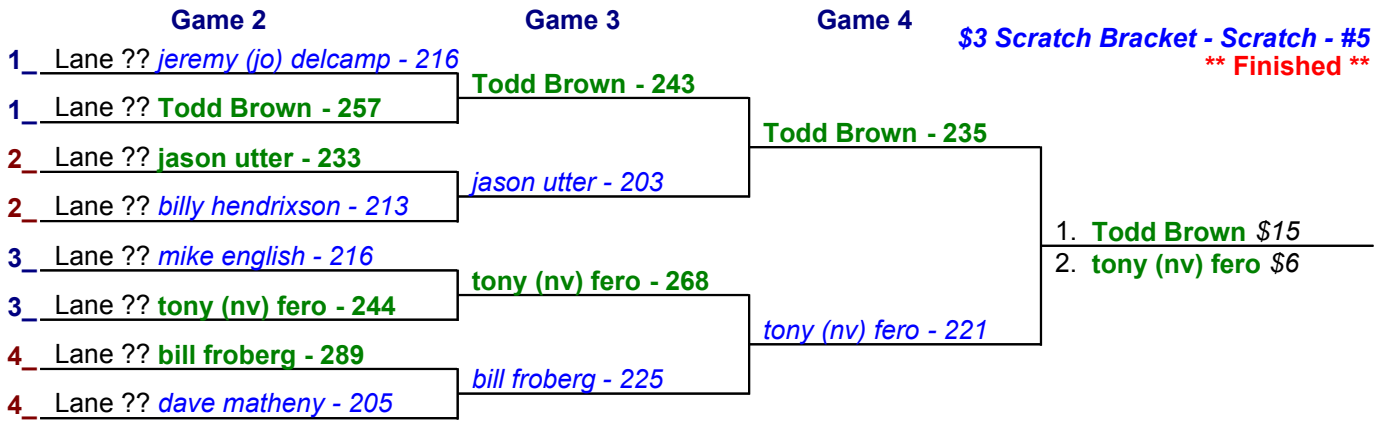 Game 2 Game 3 Game 4
$3 Scratch Bracket - Scratch - #5
** Finished **
1_ Lane ?? jeremy (jo) delcamp - 216
Todd Brown - 243
1_ Lane ?? Todd Brown - 257
Todd Brown - 235
2_ Lane ?? jason utter - 233
jason utter - 203
2_ Lane ?? billy hendrixson - 213
1. Todd Brown $15
3_ Lane ?? mike english - 216
2. tony (nv) fero $6
tony (nv) fero - 268
3_ Lane ?? tony (nv) fero - 244
tony (nv) fero - 221
4_ Lane ?? bill froberg - 289
bill froberg - 225
4_ Lane ?? dave matheny - 205